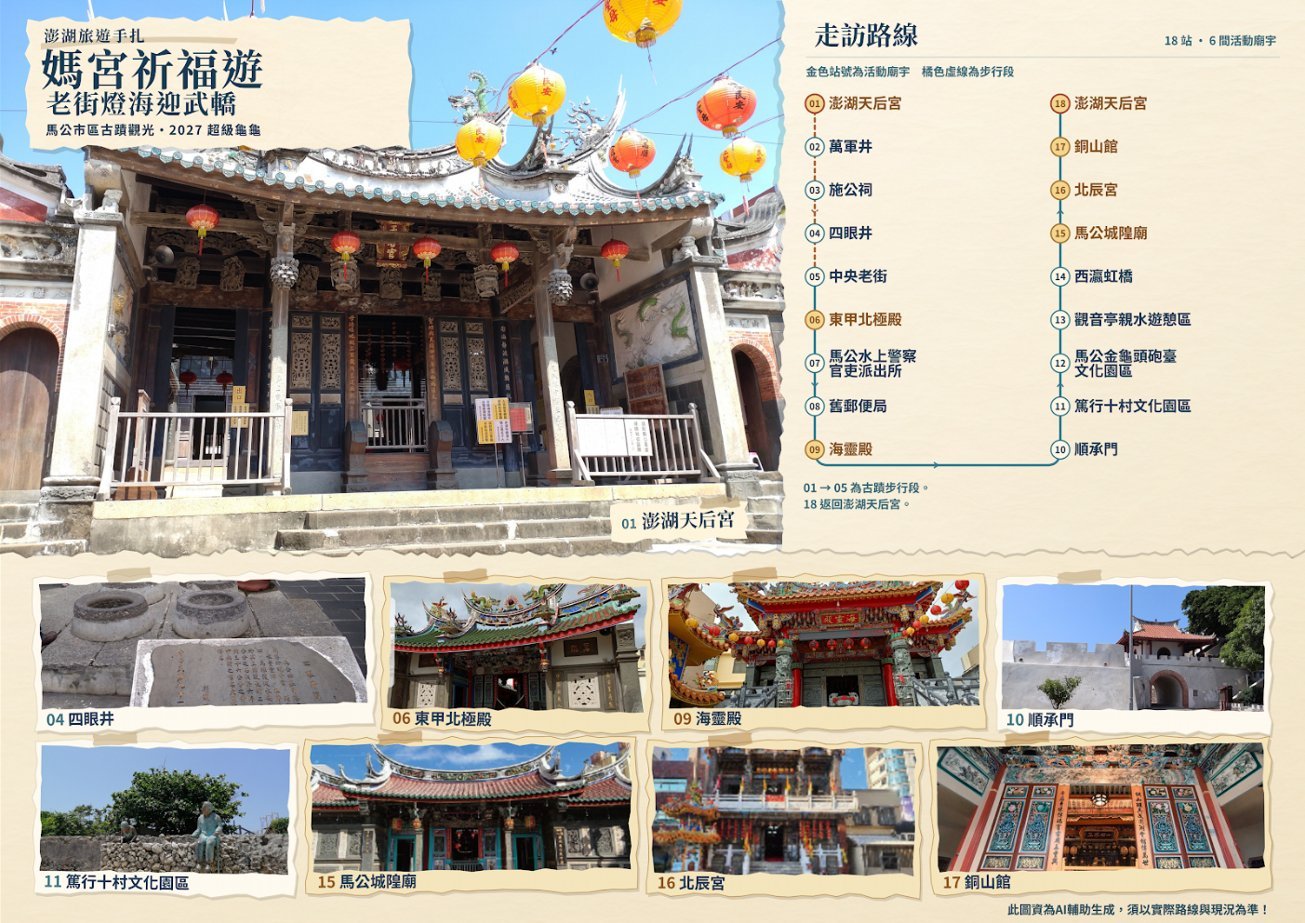 澎湖旅遊手扎
媽宮祈福遊
老街燈海迎武轎
馬公市區古蹟觀光・2027 超級龜龜
01 澎湖天后宮
走訪路線
18 站・6 間活動廟宇
金色站號為活動廟宇 橘色虛線為步行段
01 澎湖天后宮
02 萬軍井
03 施公祠
04 四眼井
05 中央老街
06 東甲北極殿
07 馬公水上警察
官吏派出所
08 舊郵便局
09 海靈殿
18 澎湖天后宮
17 銅山館
16 北辰宮
15 馬公城隍廟
14 西瀛虹橋
13 觀音亭親水遊憩區
12 馬公金龜頭砲臺
文化園區
11 篤行十村文化園區
10 順承門
01 → 05 為古蹟步行段。
18 返回澎湖天后宮。
04 四眼井
海靈殿
06 東甲北極殿
09 海靈殿
10 順承門
11 篤行十村文化園區
15 馬公城隍廟
16 北辰宮
17 銅山館
此圖資為AI輔助生成，須以實際路線與現況為準！